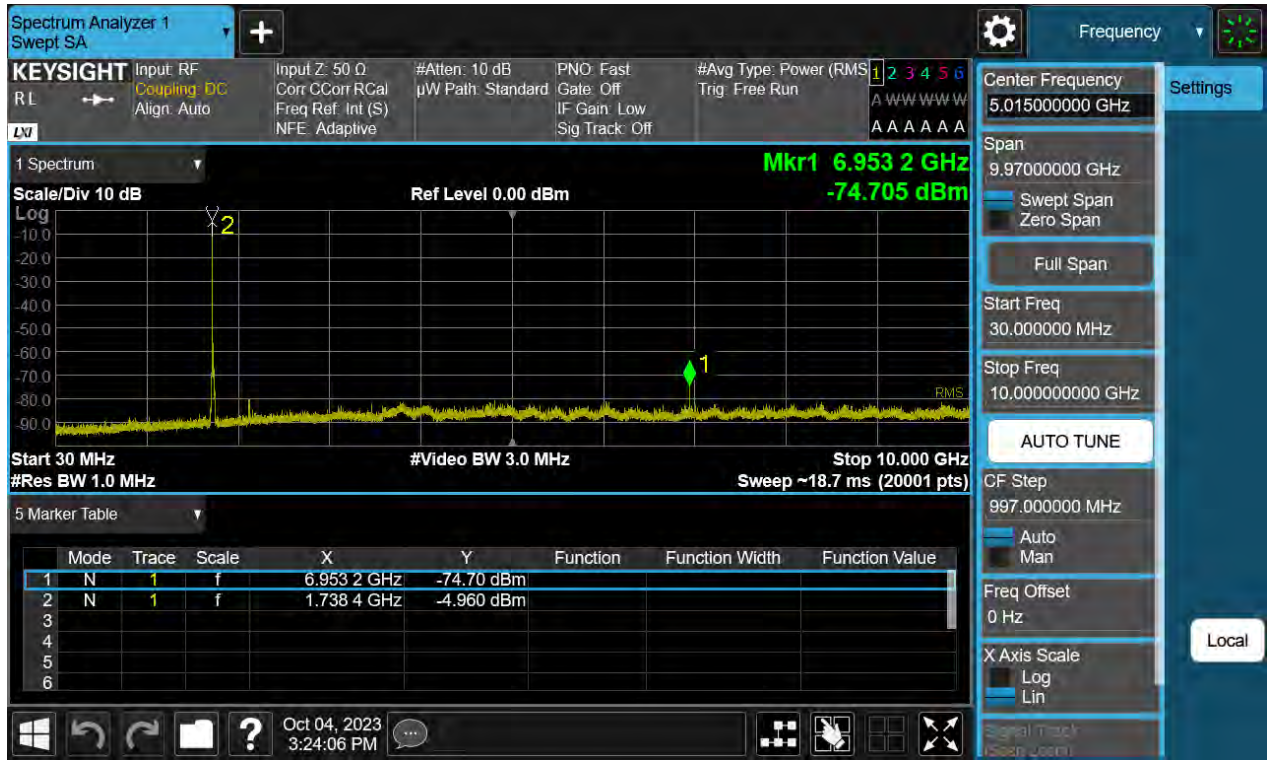 Spectrum Analyzer 1
Swept SA
+
Frequency
KEYSIGHT
RL
LXI
Input: RF
Coupling: DC
Align: Auto
Input Z: 50 Ω
Corr CCorr RCal
Freq Ref: Int (S)
NFE: Adaptive
#Atten: 10 dB
µW Path: Standard
PNO: Fast
Gate: Off
IF Gain: Low
Sig Track: Off
#Avg Type: Power (RMS
Trig: Free Run
1 2 3 4 5 6
A W W W W W
A A A A A A
1 Spectrum
Scale/Div 10 dB
Ref Level 0.00 dBm
Mkr1 6.953 2 GHz
-74.705 dBm
Log
-10.0
-20.0
-30.0
-40.0
-50.0
-60.0
-70.0
-80.0
-90.0
2
1
RMS
Start 30 MHz
#Video BW 3.0 MHz
Stop 10.000 GHz
#Res BW 1.0 MHz
Sweep ~18.7 ms (20001 pts)
5 Marker Table
Mode Trace Scale X Y Function Function Width Function Value
1 N 1 f 6.953 2 GHz -74.70 dBm
2 N 1 f 1.738 4 GHz -4.960 dBm
3
4
5
6
Oct 04, 2023
3:24:06 PM
?
Center Frequency
5.015000000 GHz
Settings
Span
9.97000000 GHz
Swept Span
Zero Span
Full Span
Start Freq
30.000000 MHz
Stop Freq
10.000000000 GHz
AUTO TUNE
CF Step
997.000000 MHz
Auto
Man
Freq Offset
0 Hz
Local
X Axis Scale
Log
Lin
Signal Track
(Span Zoom)